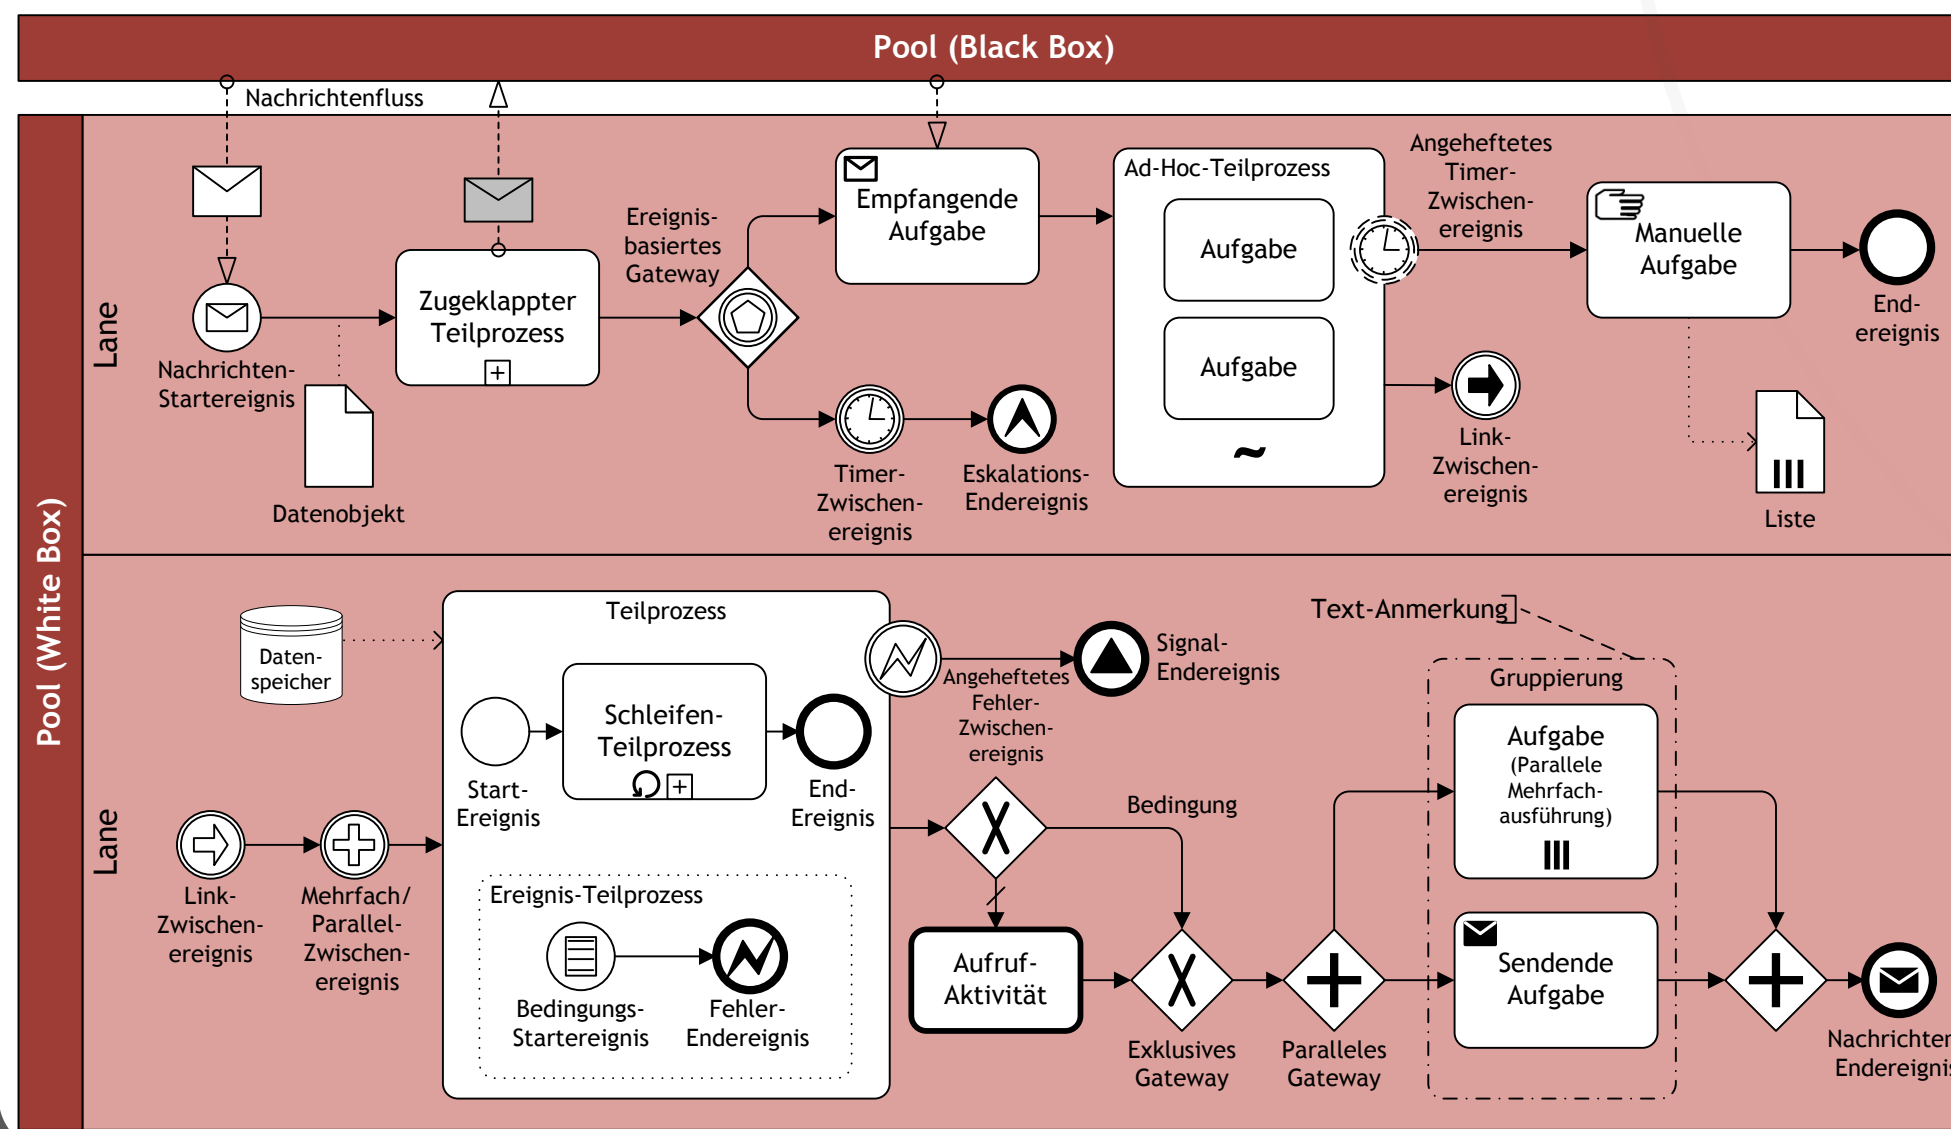 Pool (Black Box)
Nachrichtenfluss
Pool (White Box)
Lane
Nachrichten-
Startereignis
Datenobjekt
Zugeklappter
Teilprozess
Ereignis-
basiertes
Gateway
Empfangende
Aufgabe
Timer-
Zwischen-
ereignis
Eskalations-
Endereignis
Ad-Hoc-Teilprozess
Aufgabe
Aufgabe
Angeheftetes
Timer-
Zwischen-
ereignis
Link-
Zwischen-
ereignis
Manuelle
Aufgabe
End-
ereignis
Liste
Lane
Daten-
speicher
Link-
Zwischen-
ereignis
Mehrfach/
Parallel-
Zwischen-
ereignis
Teilprozess
Start-
Ereignis
Schleifen-
Teilprozess
End-
Ereignis
Ereignis-Teilprozess
Bedingungs-
Startereignis
Fehler-
Endereignis
Angeheftetes
Fehler-
Zwischen-
ereignis
Signal-
Endereignis
Bedingung
Aufruf-
Aktivität
Exklusives
Gateway
Paralleles
Gateway
Text-Anmerkung
Gruppierung
Aufgabe
(Parallele
Mehrfach-
ausführung)
Sendende
Aufgabe
Nachrichten
Endereignis